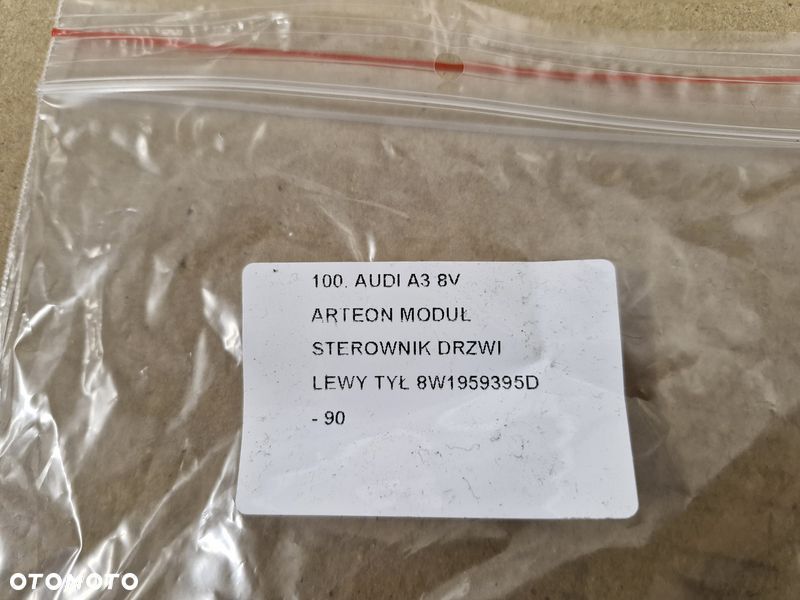 100. AUDI A3 8V
ARTEON MODUŁ
STEROWNIK DRZWI
LEWY TYŁ 8W1959395D
- 90
OTOMOTO